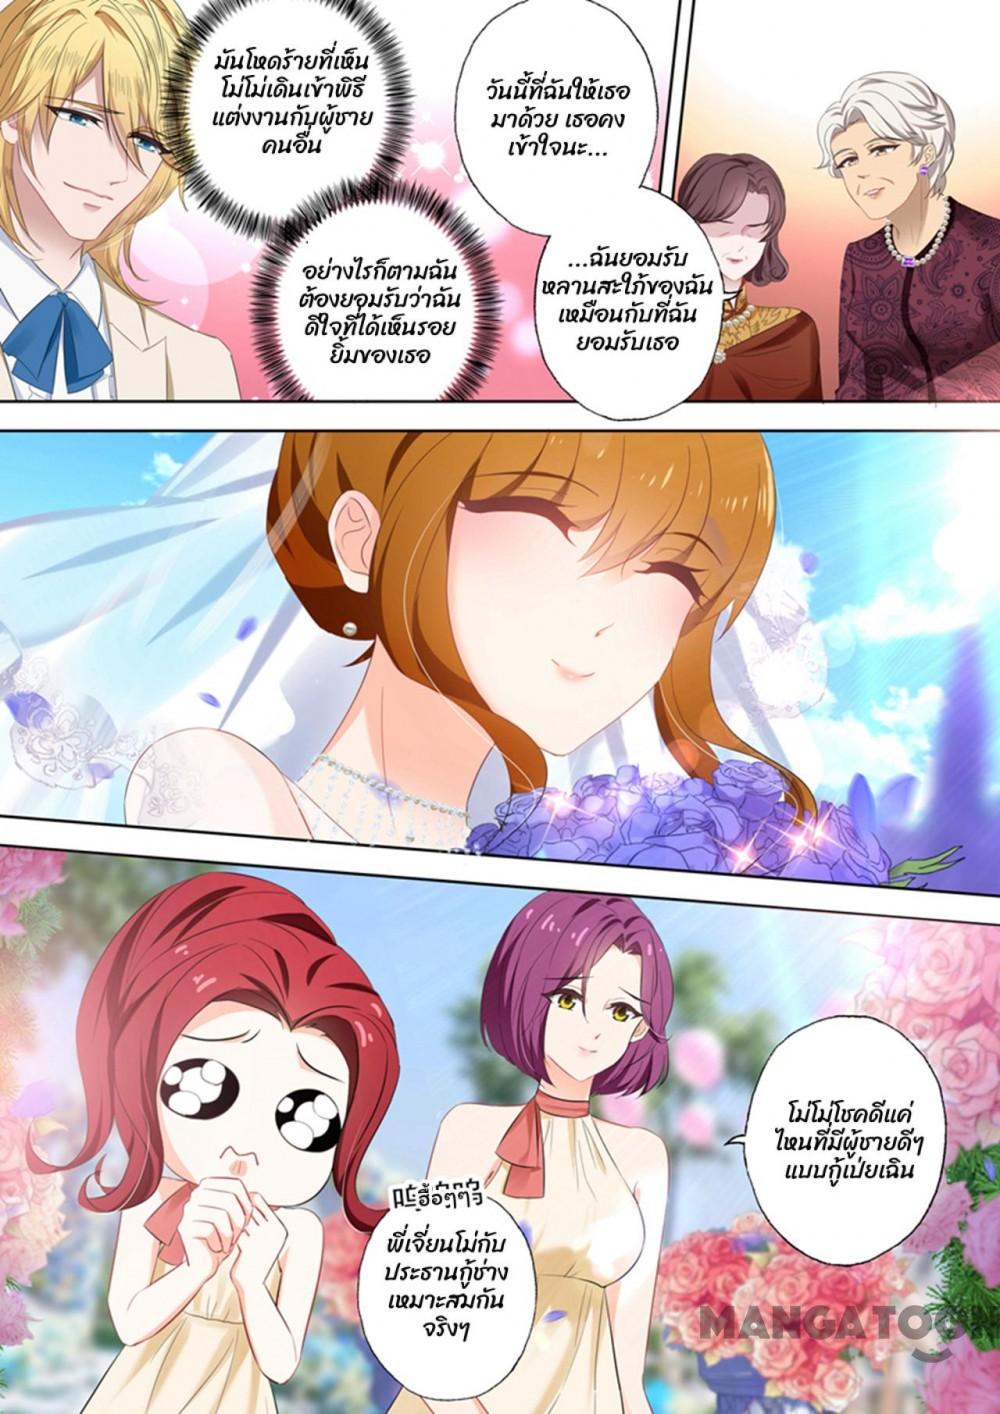 มันโหดร้ายที่เห็น
โม่โม่เดินเข้าพิธี
แต่งงานกับผู้ชาย
คนอื่น
อย่างไรก็ตามฉัน
ต้องยอมรับว่าฉัน
ดีใจที่ได้เห็นรอย
ยิ้มของเธอ
วันนี้ที่ฉันให้เธอ
มาด้วย เธอคง
เข้าใจนะ...
...ฉันยอมรับ
หลานสะใภ้ของฉัน
เหมือนกับที่ฉัน
ยอมรับเธอ
โม่โม่โชคดีแค่
ไหนที่มีผู้ชายดีๆ
แบบกู้เป่ยเฉิน
ฮื้อๆๆๆ
พี่เจี่ยนโม่กับ
ประธานกู้ช่าง
เหมาะสมกัน
จริงๆ
MANGATOON